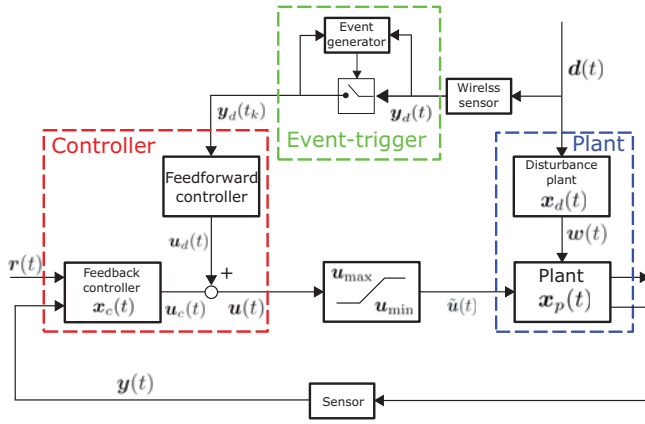 Event
generator
d(t)
Wirelss
sensor
y_d(t_k)
y_d(t)
Controller
Event-trigger
Plant
Feedforward
controller
Disturbance
plant
x_d(t)
u_d(t)
w(t)
r(t)
+
Feedback
controller
x_c(t)
u_c(t)
u(t)
u_max
u_min
ũ(t)
Plant
x_p(t)
y(t)
Sensor